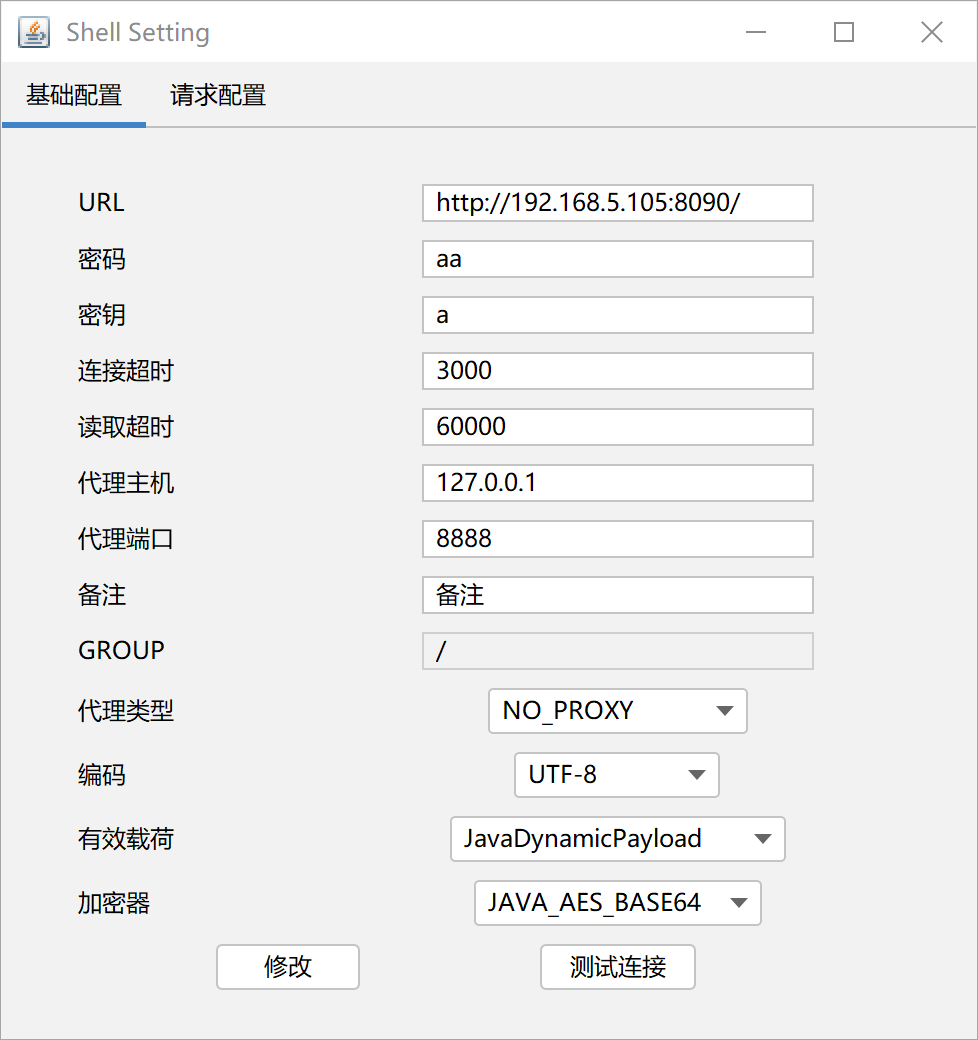 Shell Setting
基础配置 请求配置
URL http://192.168.5.105:8090/
密码 aa
密钥 a
连接超时 3000
读取超时 60000
代理主机 127.0.0.1
代理端口 8888
备注 备注
GROUP /
代理类型 NO_PROXY
编码 UTF-8
有效载荷 JavaDynamicPayload
加密器 JAVA_AES_BASE64
修改 测试连接